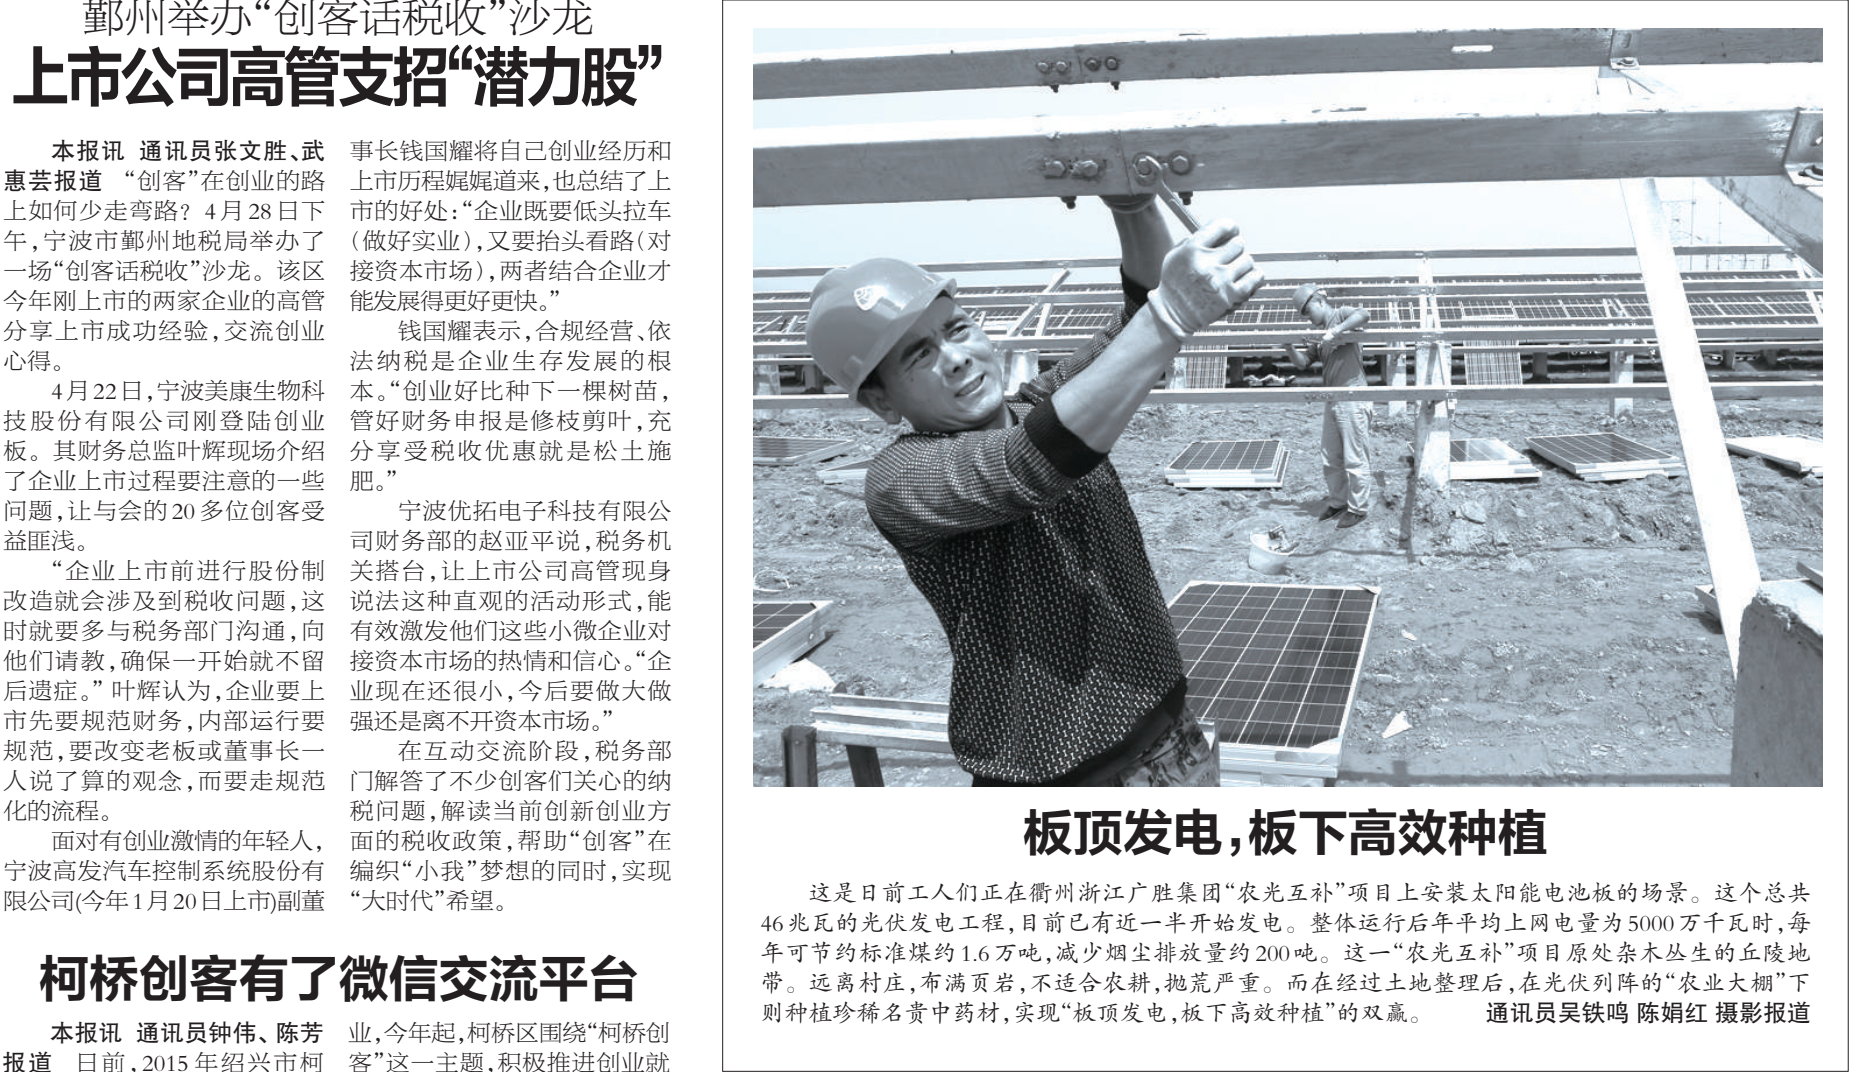 鄞州举办“创客话税收”沙龙
上市公司高管支招“潜力股”
本报讯 通讯员张文胜、武
惠芸报道 “创客”在创业的路
上如何少走弯路？4月28日下
午，宁波市鄞州地税局举办了
一场“创客话税收”沙龙。该区
今年刚上市的两家企业的高管
分享上市成功经验，交流创业
心得。
4月22日，宁波美康生物科
技股份有限公司刚登陆创业
板。其财务总监叶辉现场介绍
了企业上市过程要注意的一些
问题，让与会的20多位创客受
益匪浅。
“企业上市前进行股份制
改造就会涉及到税收问题，这
时就要多与税务部门沟通，向
他们请教，确保一开始就不留
后遗症。”叶辉认为，企业要上
市先要规范财务，内部运行要
规范，要改变老板或董事长一
人说了算的观念，而要走规范
化的流程。
面对有创业激情的年轻人，
宁波高发汽车控制系统股份有
限公司(今年1月20日上市)副董
事长钱国耀将自己创业经历和
上市历程娓娓道来，也总结了上
市的好处：“企业既要低头拉车
（做好实业），又要抬头看路（对
接资本市场），两者结合企业才
能发展得更好更快。”
钱国耀表示，合规经营、依
法纳税是企业生存发展的根
本。“创业好比种下一棵树苗，
管好财务申报是修枝剪叶，充
分享受税收优惠就是松土施
肥。”
宁波优拓电子科技有限公
司财务部的赵亚平说，税务机
关搭台，让上市公司高管现身
说法这种直观的活动形式，能
有效激发他们这些小微企业对
接资本市场的热情和信心。“企
业现在还很小，今后要做大做
强还是离不开资本市场。”
在互动交流阶段，税务部
门解答了不少创客们关心的纳
税问题，解读当前创新创业方
面的税收政策，帮助“创客”在
编织“小我”梦想的同时，实现
“大时代”希望。
柯桥创客有了微信交流平台
本报讯 通讯员钟伟、陈芳
报道 日前，2015年绍兴市柯
业，今年起，柯桥区围绕“柯桥创
客”这一主题，积极推进创业就
板顶发电，板下高效种植
这是日前工人们正在衢州浙江广胜集团“农光互补”项目上安装太阳能电池板的场景。这个总共
46兆瓦的光伏发电工程，目前已有近一半开始发电。整体运行后年平均上网电量为5000万千瓦时，每
年可节约标准煤约1.6万吨，减少烟尘排放量约200吨。这一“农光互补”项目原处杂木丛生的丘陵地
带。远离村庄，布满页岩，不适合农耕，抛荒严重。而在经过土地整理后，在光伏列阵的“农业大棚”下
则种植珍稀名贵中药材，实现“板顶发电，板下高效种植”的双赢。 通讯员吴铁鸣 陈娟红 摄影报道